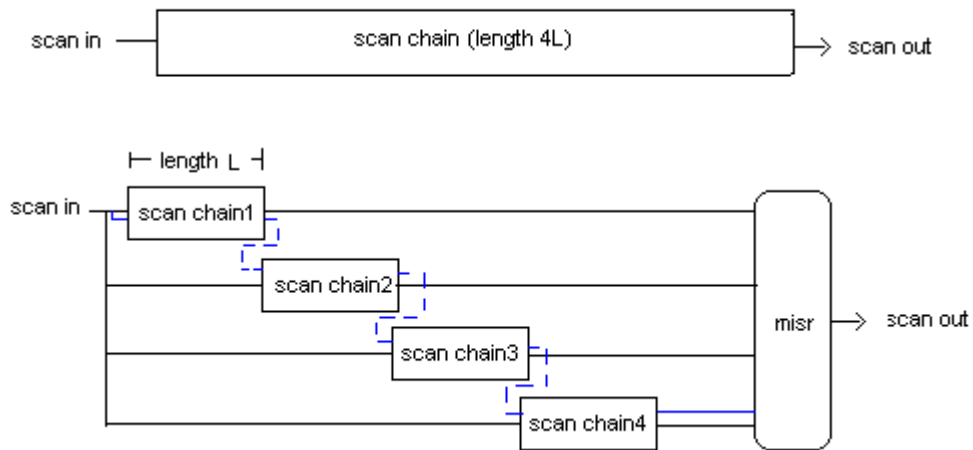 scan in
scan chain (length 4L)
scan out
length L
scan in
scan chain1
scan chain2
scan chain3
scan chain4
misr
scan out